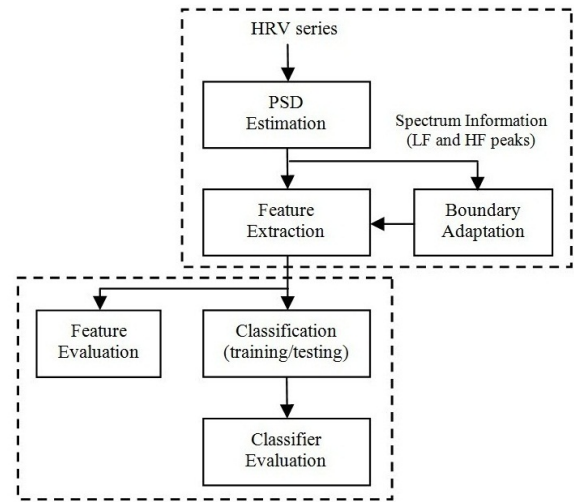 HRV series
PSD
Estimation
Spectrum Information
(LF and HF peaks)
Feature
Extraction
Boundary
Adaptation
Feature
Evaluation
Classification
(training/testing)
Classifier
Evaluation